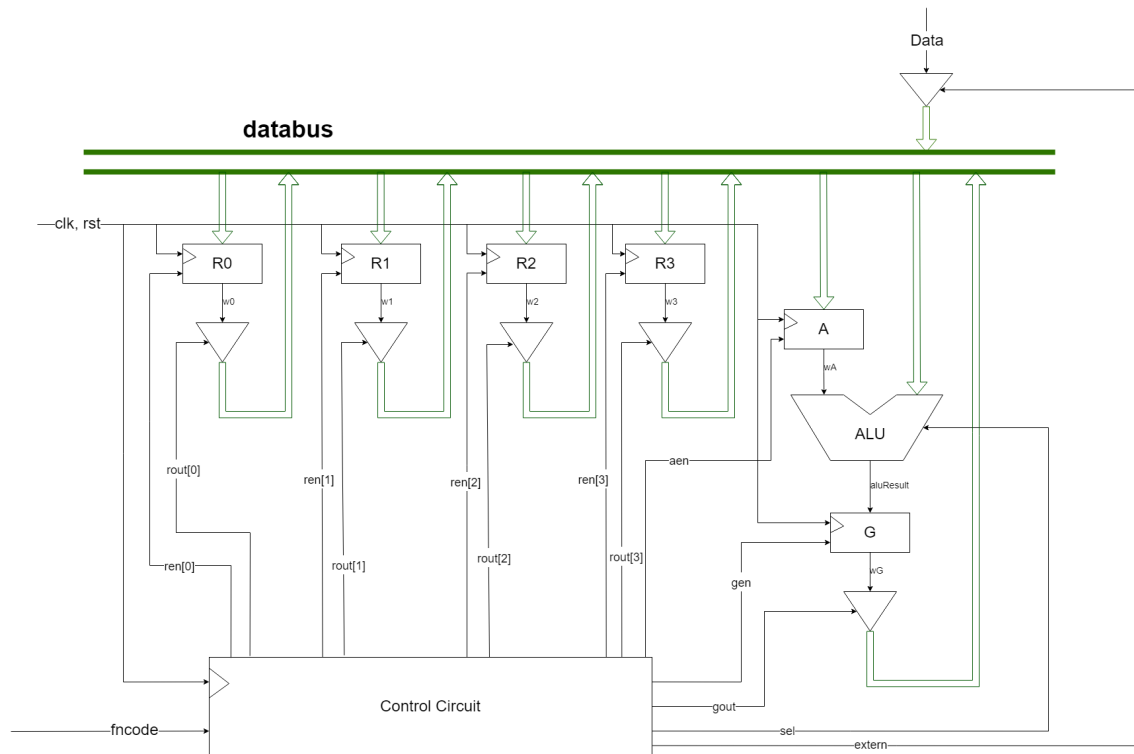 Data
databus
clk, rst
R0
R1
R2
R3
w0
w1
w2
w3
A
wA
ALU
rout[0]
ren[1]
ren[2]
ren[3]
aen
aluResult
G
ren[0]
rout[1]
rout[2]
rout[3]
wG
gen
Control Circuit
gout
fncode
sel
extern